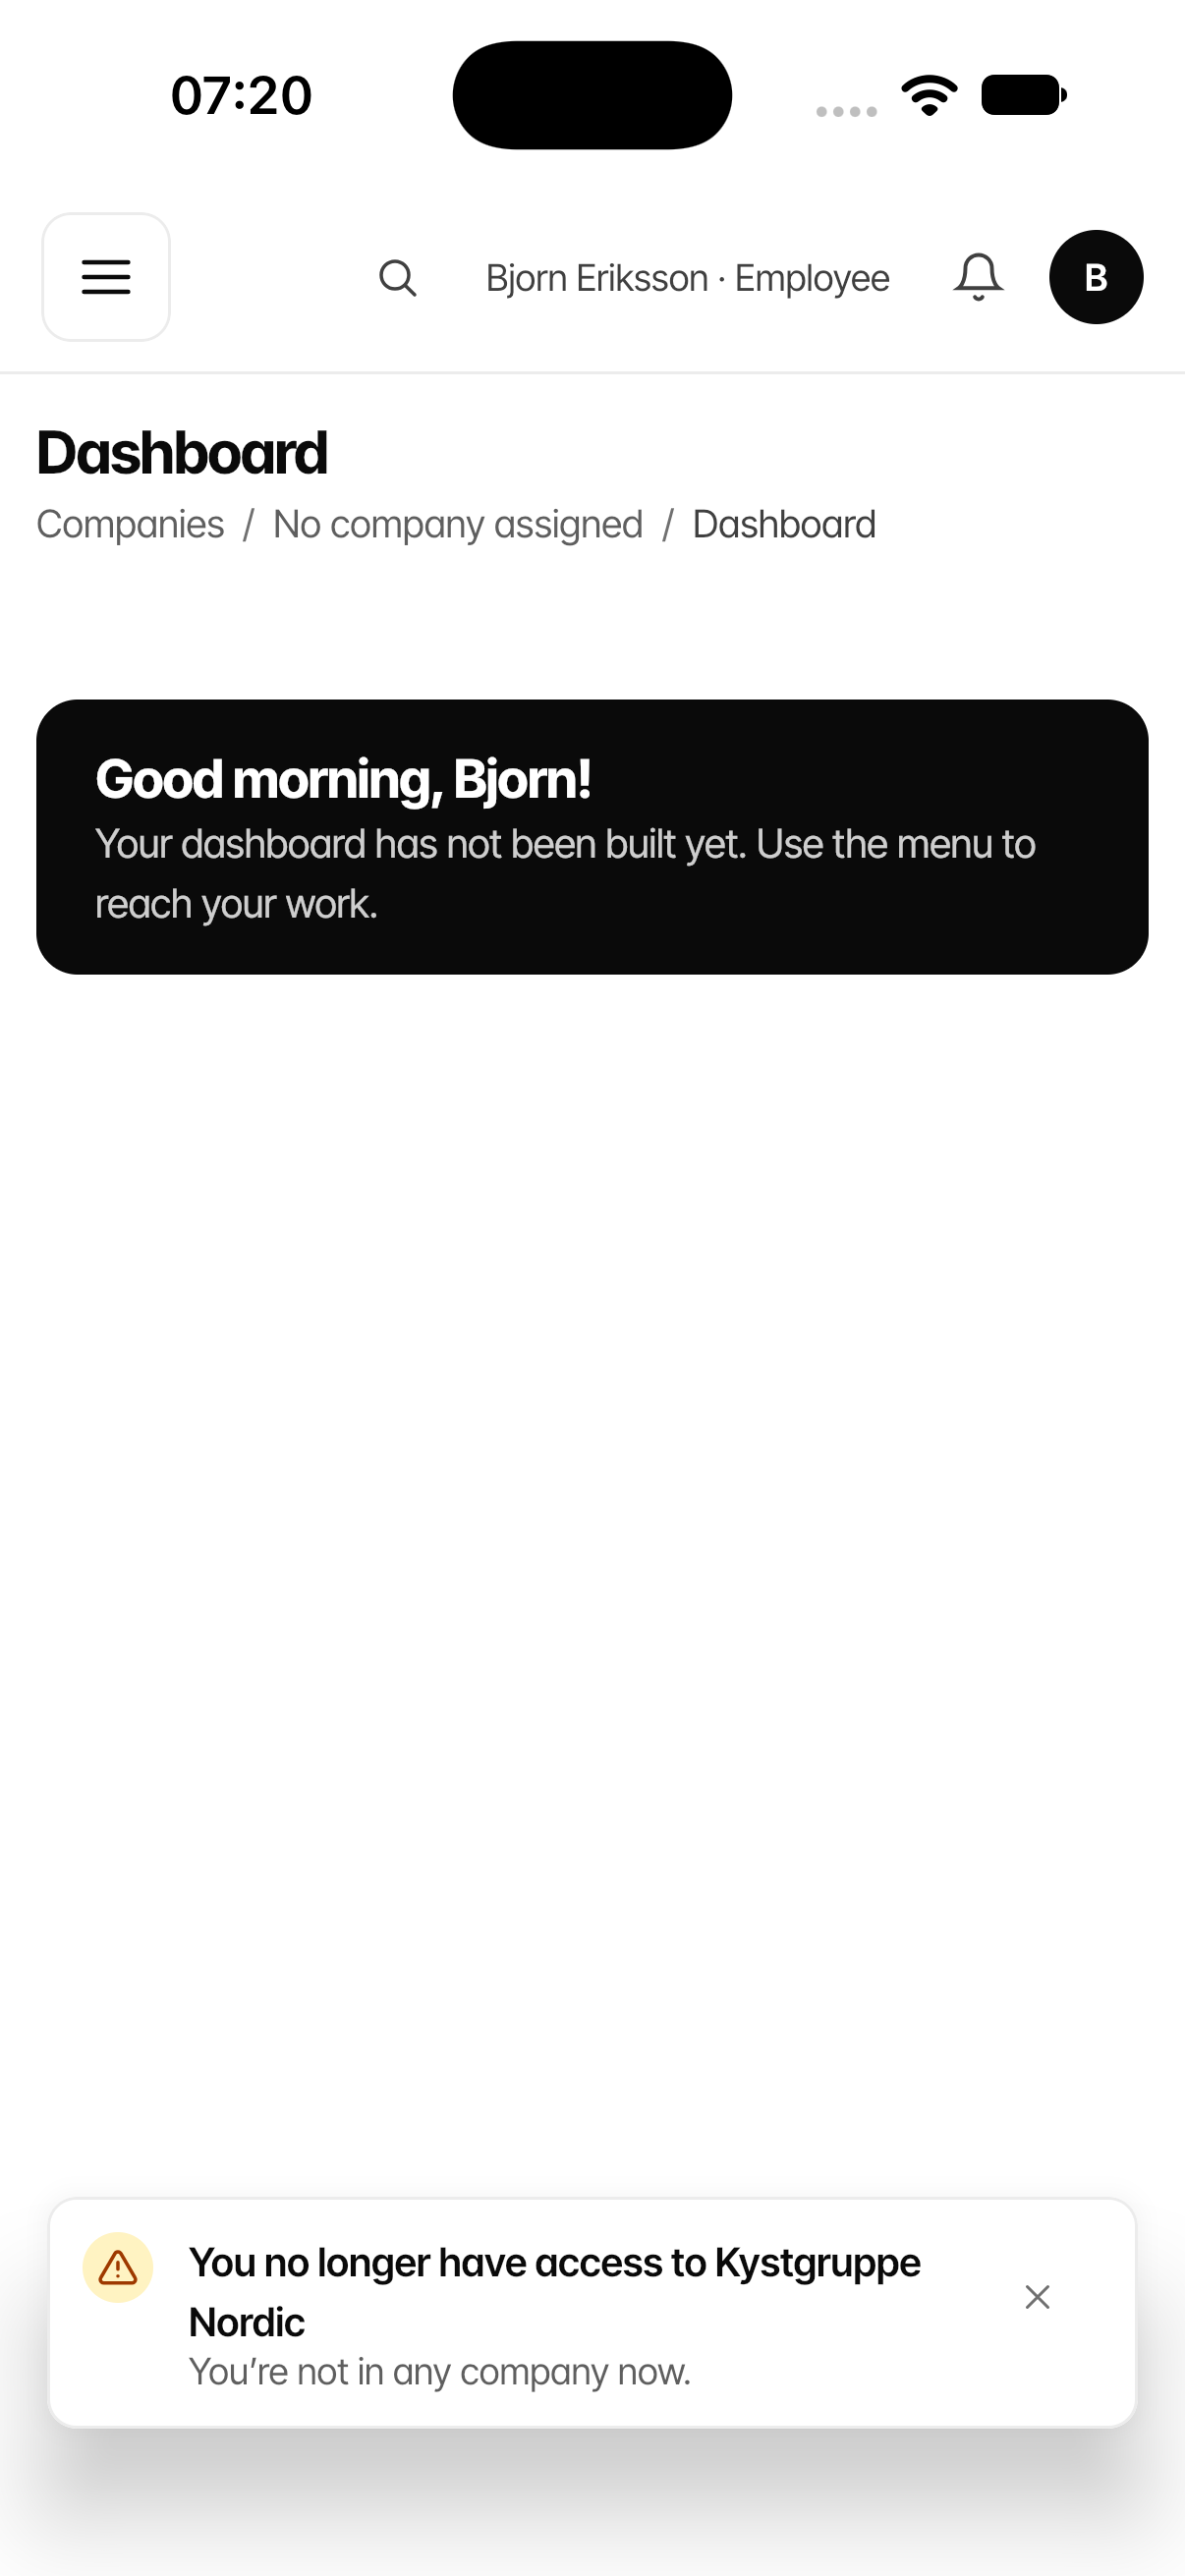 07:20
Bjorn Eriksson · Employee
B
Dashboard
Companies / No company assigned / Dashboard
Good morning, Bjorn!
Your dashboard has not been built yet. Use the menu to
reach your work.
You no longer have access to Kystgruppe
Nordic
You’re not in any company now.